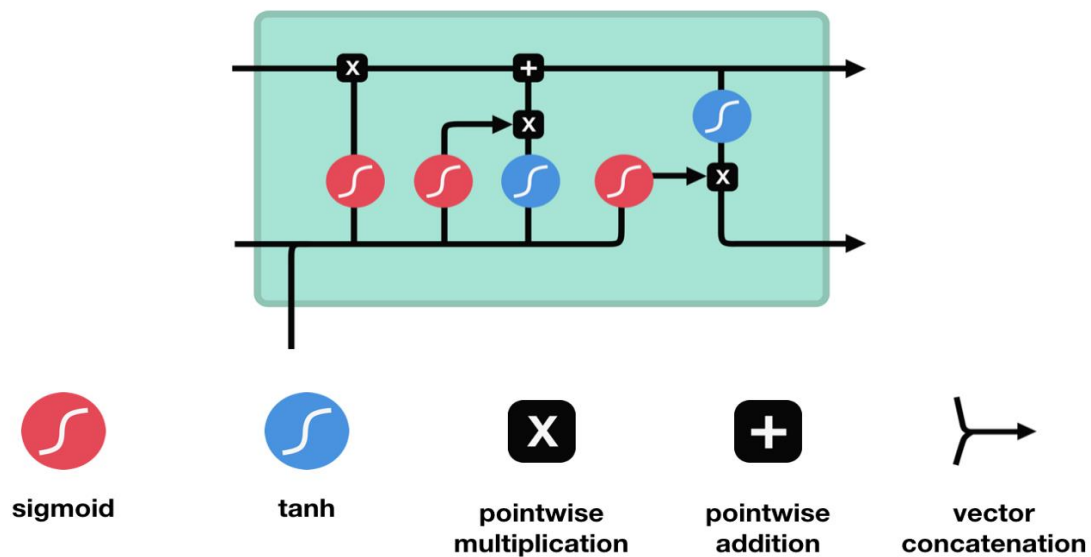 X
+
X
X
X
+
sigmoid
tanh
pointwise
multiplication
pointwise
addition
vector
concatenation